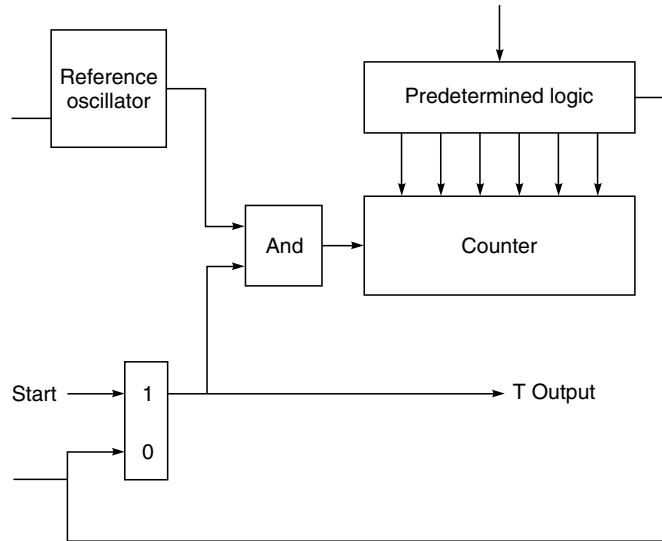 Reference
oscillator
Predetermined logic
And
Counter
Start
1
T Output
0